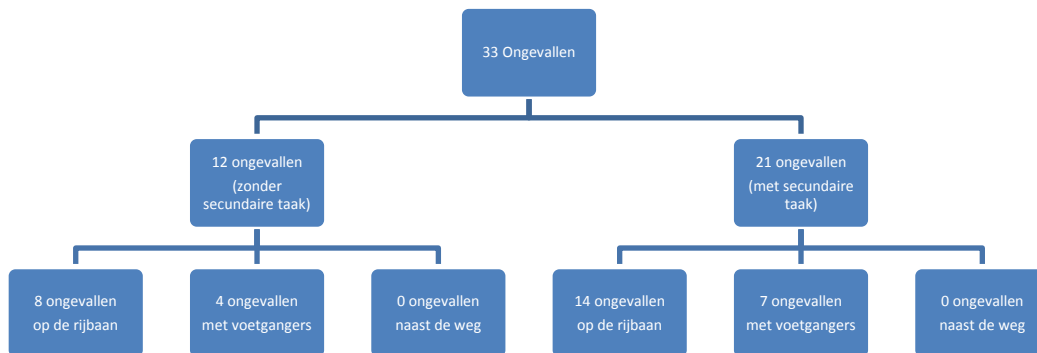 33 Ongevallen
12 ongevallen
(zonder
secundaire taak)
21 ongevallen
(met secundaire
taak)
8 ongevallen
op de rijbaan
4 ongevallen
met voetgangers
0 ongevallen
naast de weg
14 ongevallen
op de rijbaan
7 ongevallen
met voetgangers
0 ongevallen
naast de weg